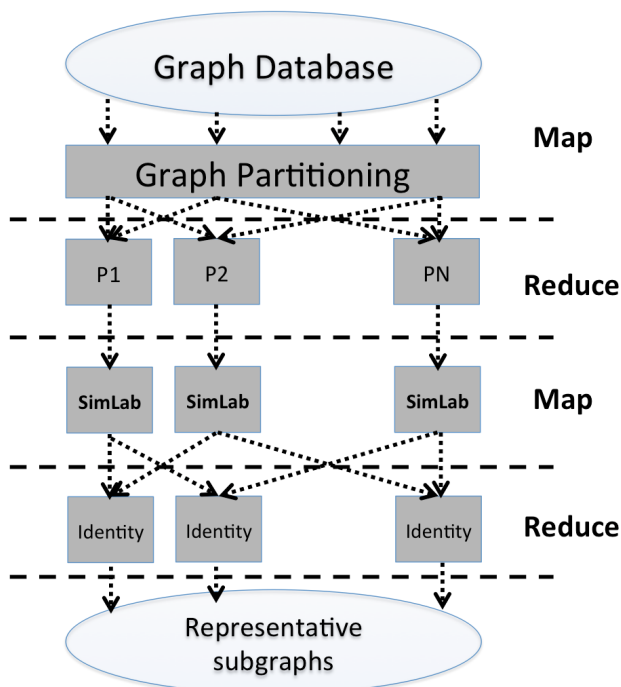 Graph Database
Map
Graph Partitioning
P1 P2 PN
Reduce
SimLab SimLab SimLab
Map
Identity Identity Identity
Reduce
Representative
subgraphs